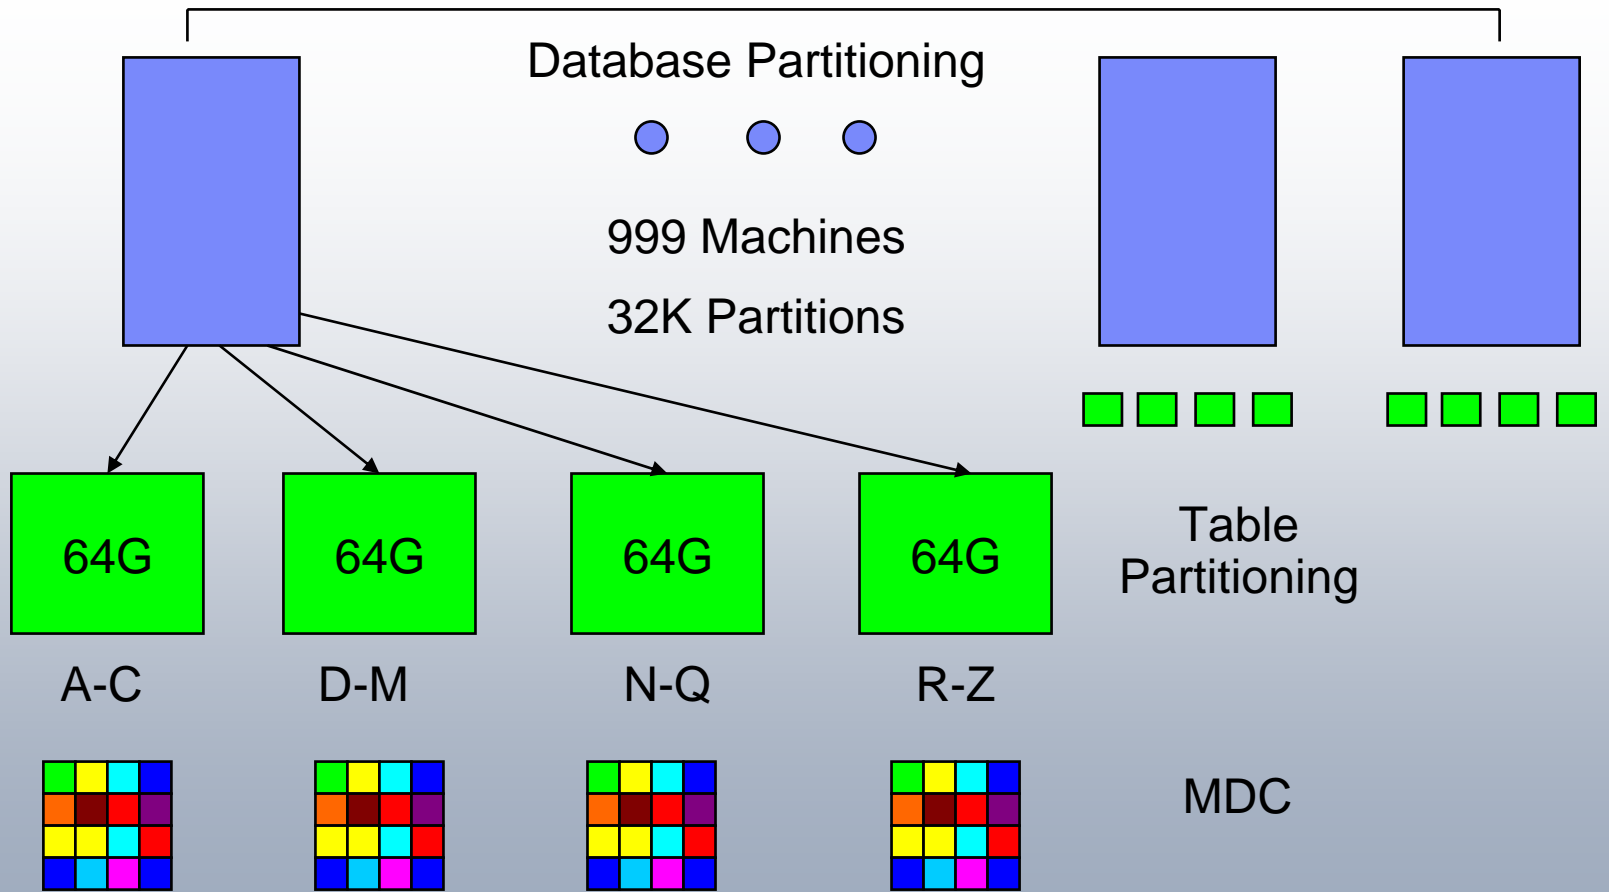 Database Partitioning
999 Machines
32K Partitions
64G
64G
64G
64G
Table
Partitioning
A-C
D-M
N-Q
R-Z
MDC